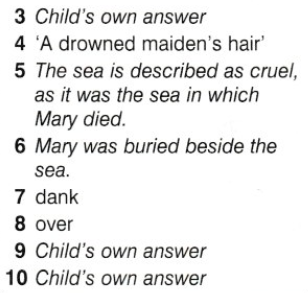 3 Child's own answer
4 'A drowned maiden's hair'
5 The sea is described as cruel,
as it was the sea in which
Mary died.
6 Mary was buried beside the
sea.
7 dank
8 over
9 Child's own answer
10 Child's own answer